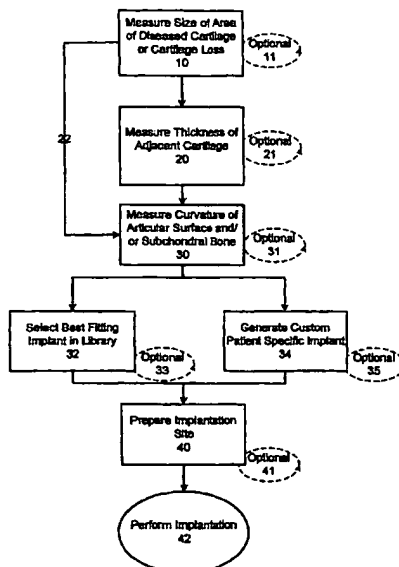 Measure Size of Area
of Diseased Cartilage
or Cartilage Loss
10
Optional
11
22
Measure Thickness of
Adjacent Cartilage
20
Optional
21
Measure Curvature of
Articular Surface and/
or Subchondral Bone
30
Optional
31
Select Best Fitting
Implant in Library
32
Optional
33
Generate Custom
Patient Specific Implant
34
Optional
35
Prepare Implantation
Site
40
Optional
41
Perform Implantation
42